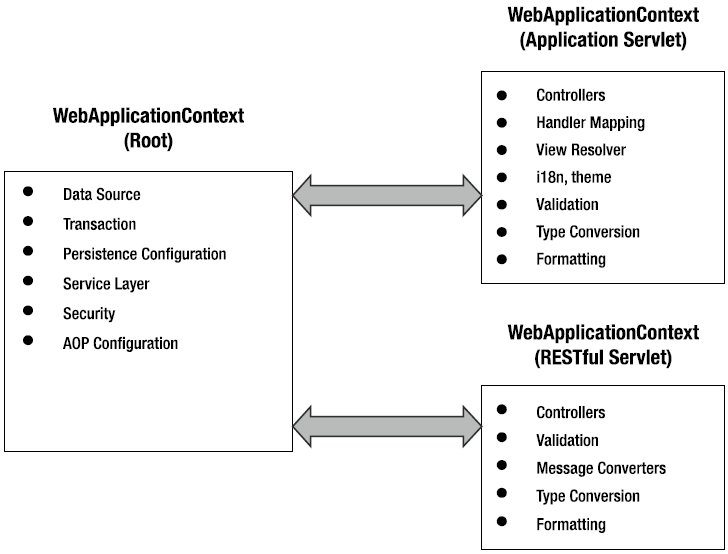 WebApplicationContext
(Root)
Data Source
Transaction
Persistence Configuration
Service Layer
Security
AOP Configuration
WebApplicationContext
(Application Servlet)
Controllers
Handler Mapping
View Resolver
i18n, theme
Validation
Type Conversion
Formatting
WebApplicationContext
(RESTful Servlet)
Controllers
Validation
Message Converters
Type Conversion
Formatting